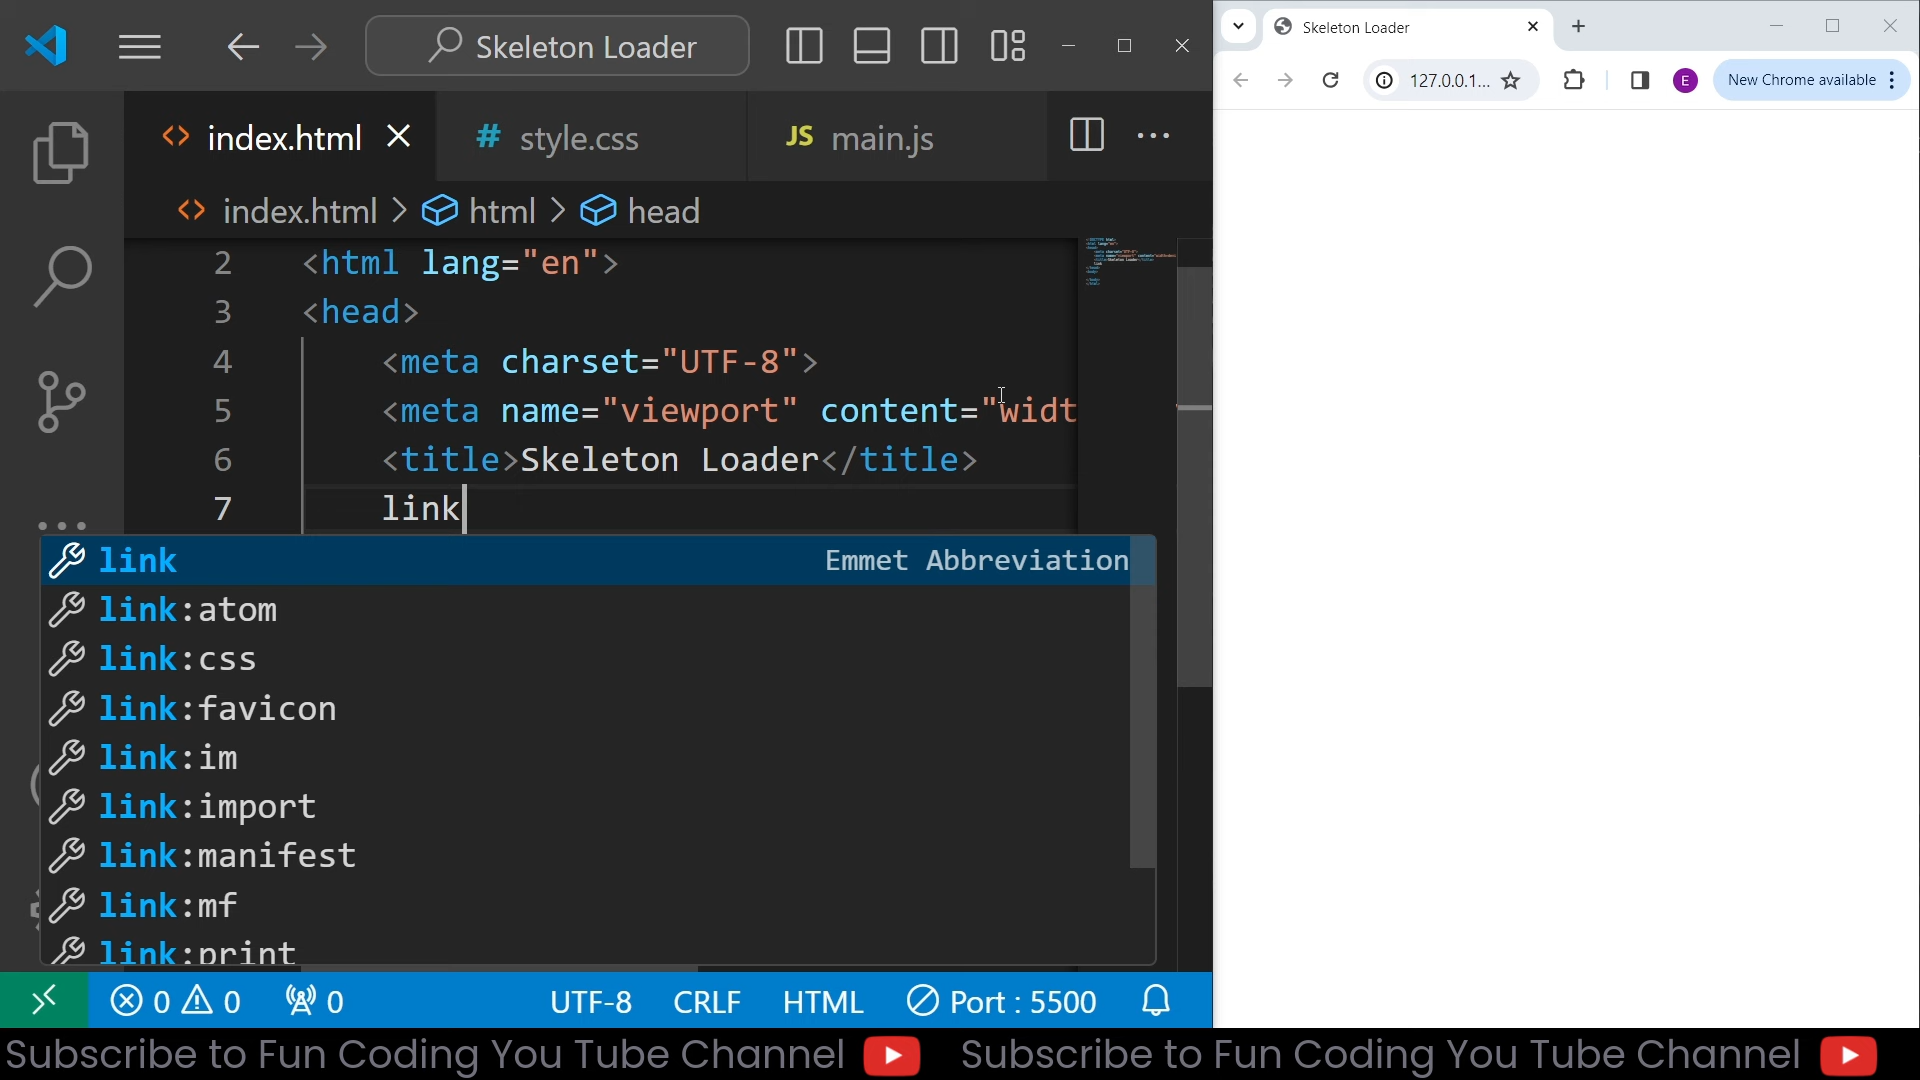 Skeleton Loader
index.html
style.css
JS main.js
index.html > html > head
2 <html lang="en">
3 <head>
4 <meta charset="UTF-8">
5 <meta name="viewport" content="widt
6 <title>Skeleton Loader</title>
7 link
link Emmet Abbreviation
link:atom
link:css
link:favicon
link:im
link:import
link:manifest
link:mf
link:print
0 0 0 UTF-8 CRLF HTML Port : 5500
Skeleton Loader
127.0.0.1... E New Chrome available
Subscribe to Fun Coding You Tube Channel Subscribe to Fun Coding You Tube Channel